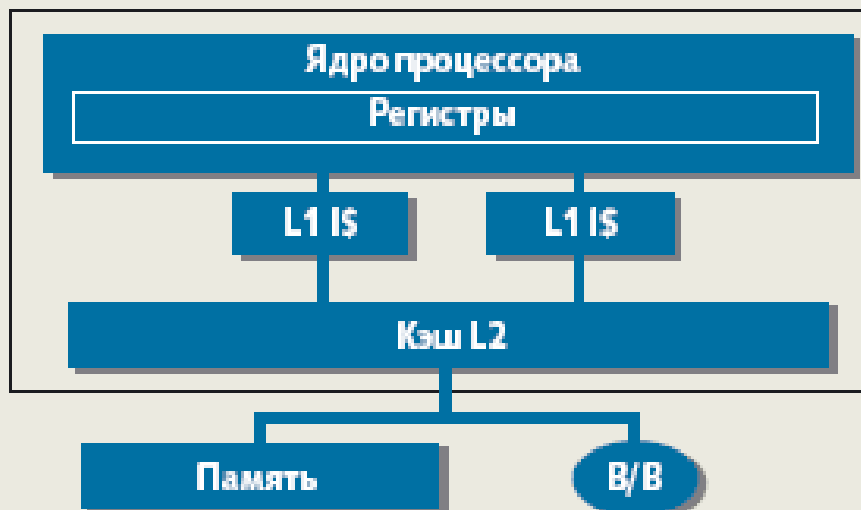 Ядро процессора
Регистры
L1 I$
L1 I$
Кэш L2
Память
В/В